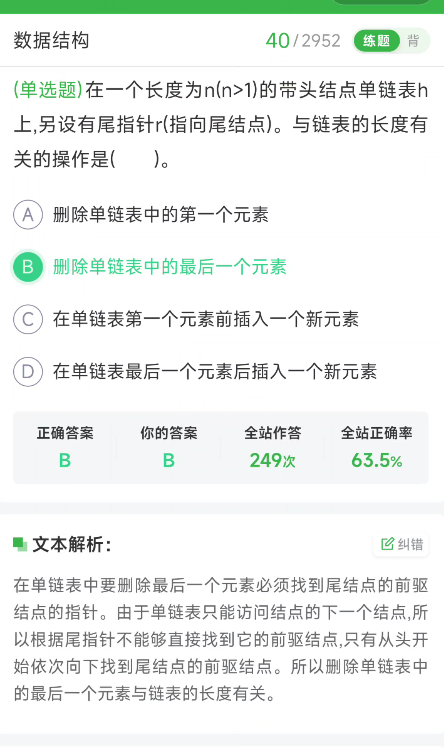 数据结构 40/2952 练题 背
(单选题)在一个长度为n(n>1)的带头结点单链表h
上,另设有尾指针r(指向尾结点)。与链表的长度有
关的操作是(  )。
A 删除单链表中的第一个元素
B 删除单链表中的最后一个元素
C 在单链表第一个元素前插入一个新元素
D 在单链表最后一个元素后插入一个新元素
正确答案 你的答案 全站作答 全站正确率
B B 249次 63.5%
文本解析: 纠错
在单链表中要删除最后一个元素必须找到尾结点的前驱
结点的指针。由于单链表只能访问结点的下一个结点,所
以根据尾指针不能够直接找到它的前驱结点,只有从头开
始依次向下找到尾结点的前驱结点。所以删除单链表中
的最后一个元素与链表的长度有关。